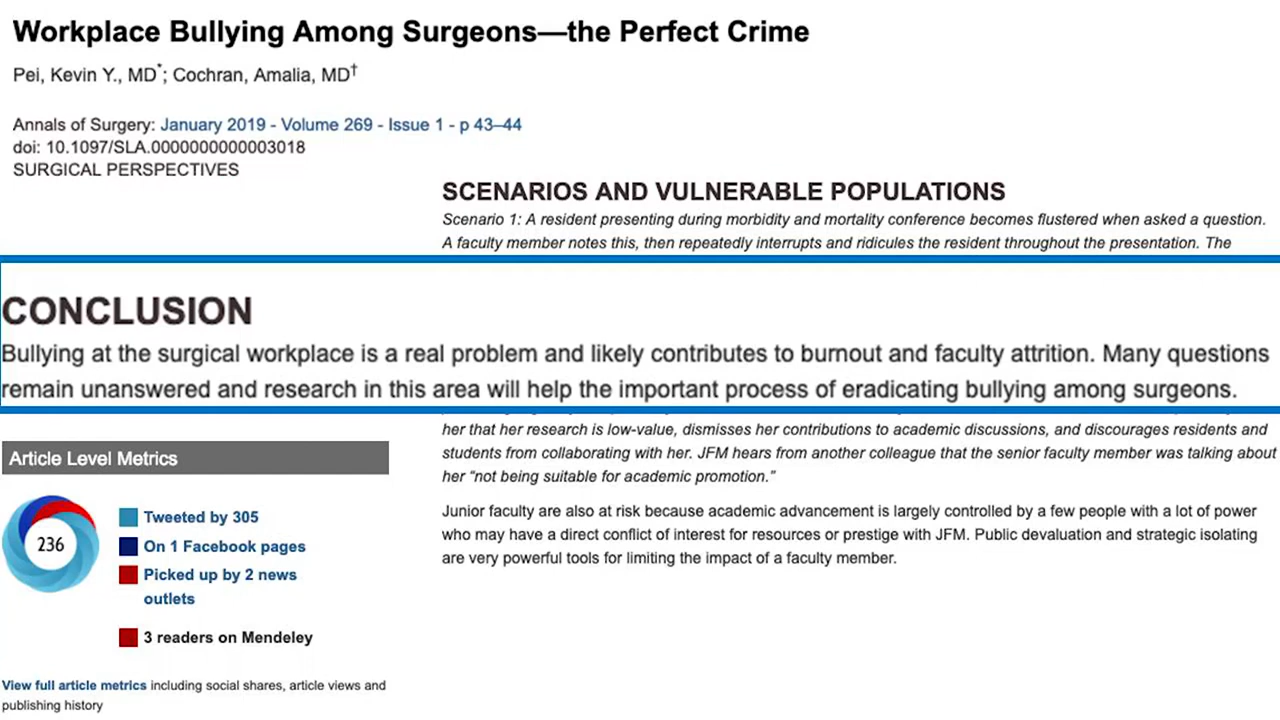 Workplace Bullying Among Surgeons—the Perfect Crime
Pei, Kevin Y., MD*; Cochran, Amalia, MD†
Annals of Surgery: January 2019 - Volume 269 - Issue 1 - p 43–44
doi: 10.1097/SLA.0000000000003018
SURGICAL PERSPECTIVES
SCENARIOS AND VULNERABLE POPULATIONS
Scenario 1: A resident presenting during morbidity and mortality conference becomes flustered when asked a question.
A faculty member notes this, then repeatedly interrupts and ridicules the resident throughout the presentation. The
CONCLUSION
Bullying at the surgical workplace is a real problem and likely contributes to burnout and faculty attrition. Many questions
remain unanswered and research in this area will help the important process of eradicating bullying among surgeons.
her that her research is low-value, dismisses her contributions to academic discussions, and discourages residents and
students from collaborating with her. JFM hears from another colleague that the senior faculty member was talking about
her “not being suitable for academic promotion.”
Junior faculty are also at risk because academic advancement is largely controlled by a few people with a lot of power
who may have a direct conflict of interest for resources or prestige with JFM. Public devaluation and strategic isolating
are very powerful tools for limiting the impact of a faculty member.
Article Level Metrics
236
Tweeted by 305
On 1 Facebook pages
Picked up by 2 news
outlets
3 readers on Mendeley
View full article metrics including social shares, article views and
publishing history